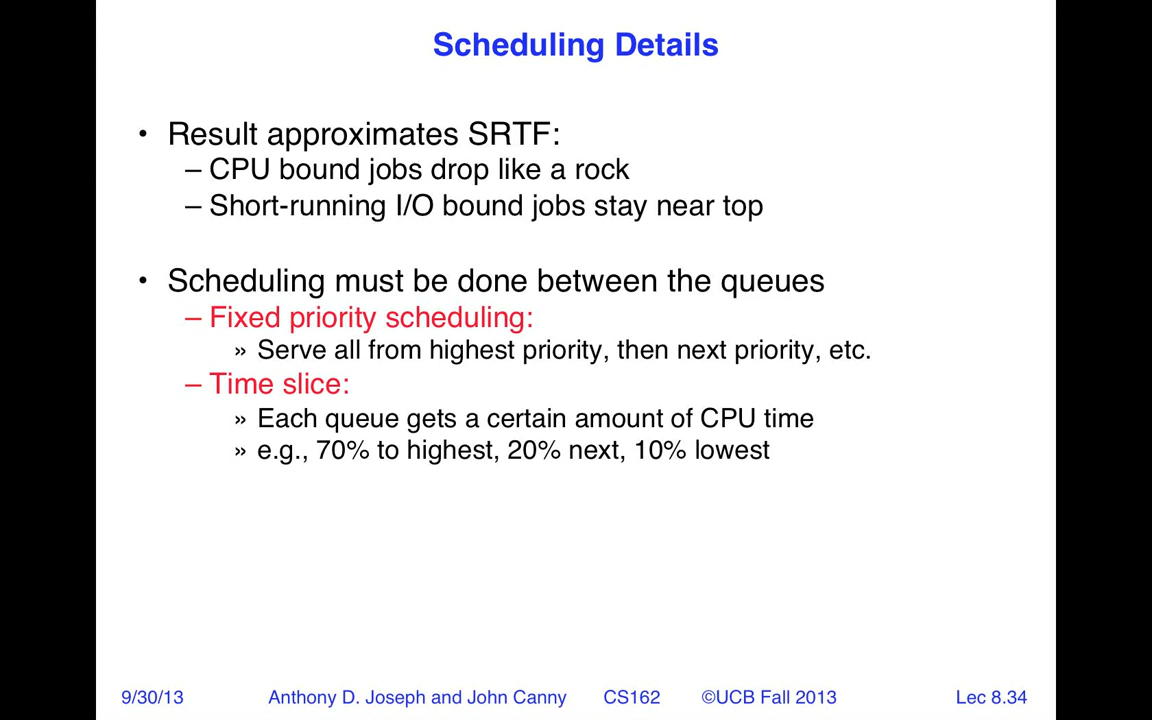 Scheduling Details
• Result approximates SRTF:
– CPU bound jobs drop like a rock
– Short-running I/O bound jobs stay near top
• Scheduling must be done between the queues
– Fixed priority scheduling:
» Serve all from highest priority, then next priority, etc.
– Time slice:
» Each queue gets a certain amount of CPU time
» e.g., 70% to highest, 20% next, 10% lowest
9/30/13 Anthony D. Joseph and John Canny CS162 ©UCB Fall 2013 Lec 8.34